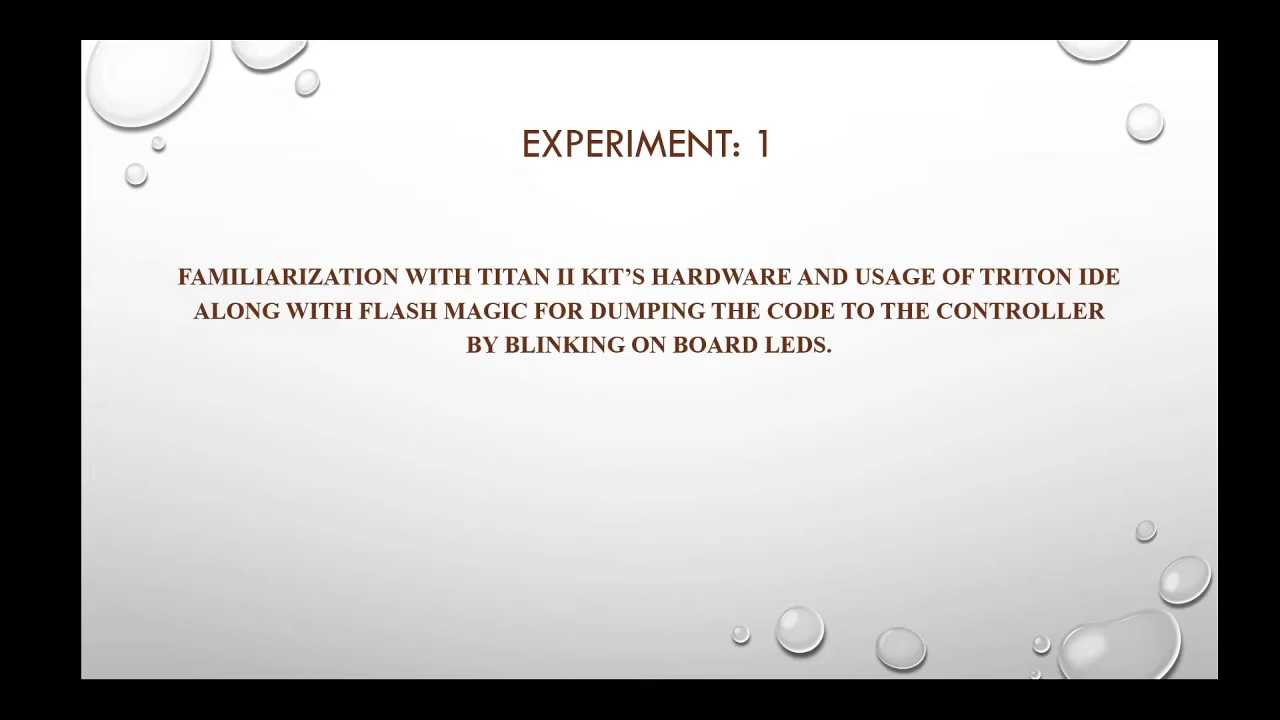 EXPERIMENT: 1
FAMILIARIZATION WITH TITAN II KIT’S HARDWARE AND USAGE OF TRITON IDE
ALONG WITH FLASH MAGIC FOR DUMPING THE CODE TO THE CONTROLLER
BY BLINKING ON BOARD LEDS.